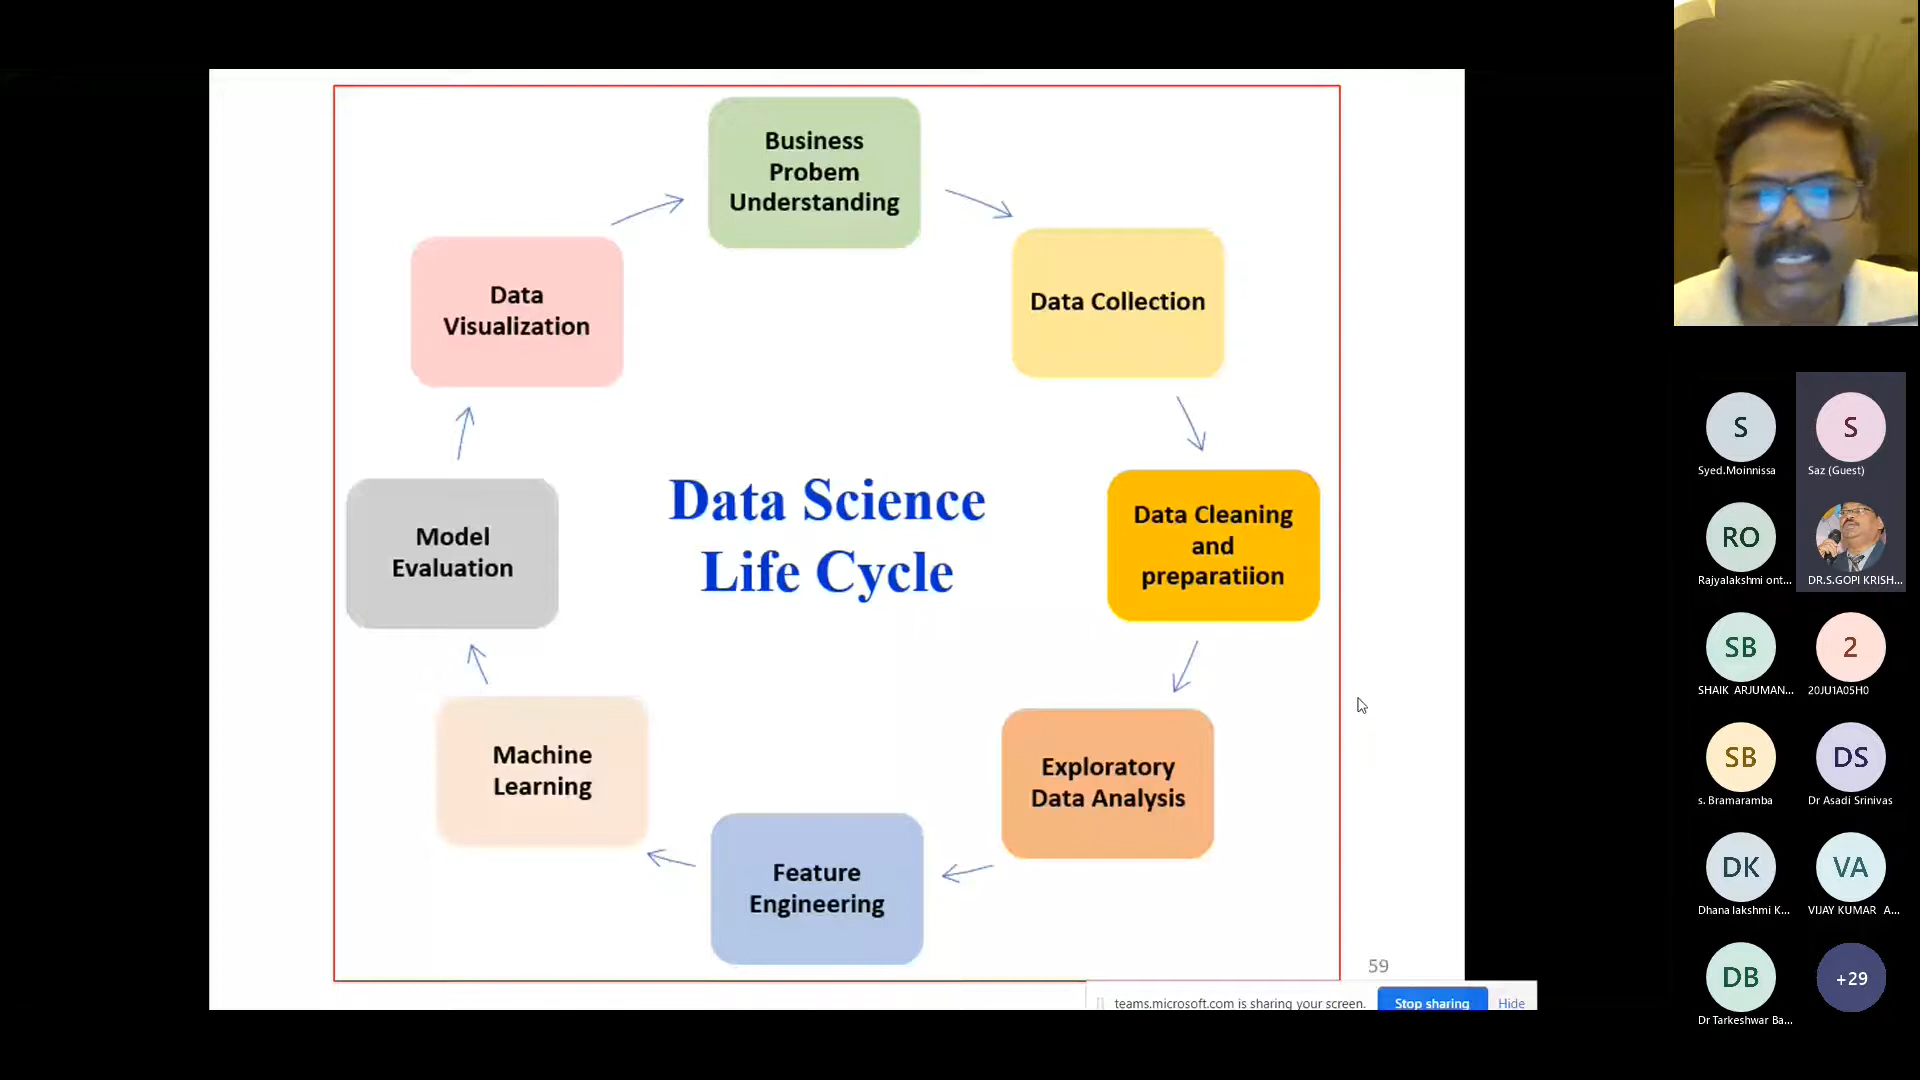 Business
Probem
Understanding
Data Collection
Data Cleaning
and
preparatiion
Exploratory
Data Analysis
Feature
Engineering
Machine
Learning
Model
Evaluation
Data
Visualization
Data Science
Life Cycle
59
teams.microsoft.com is sharing your screen.
Stop sharing
Hide
S
Syed.Moinnissa
S
Saz (Guest)
RO
Rajyalakshmi ont...
DR.S.GOPI KRISH...
SB
SHAIK ARJUMAN...
2
20JU1A05H0
SB
s. Bramaramba
DS
Dr Asadi Srinivas
DK
Dhana lakshmi K...
VA
VIJAY KUMAR A...
DB
Dr Tarkeshwar Ba...
+29